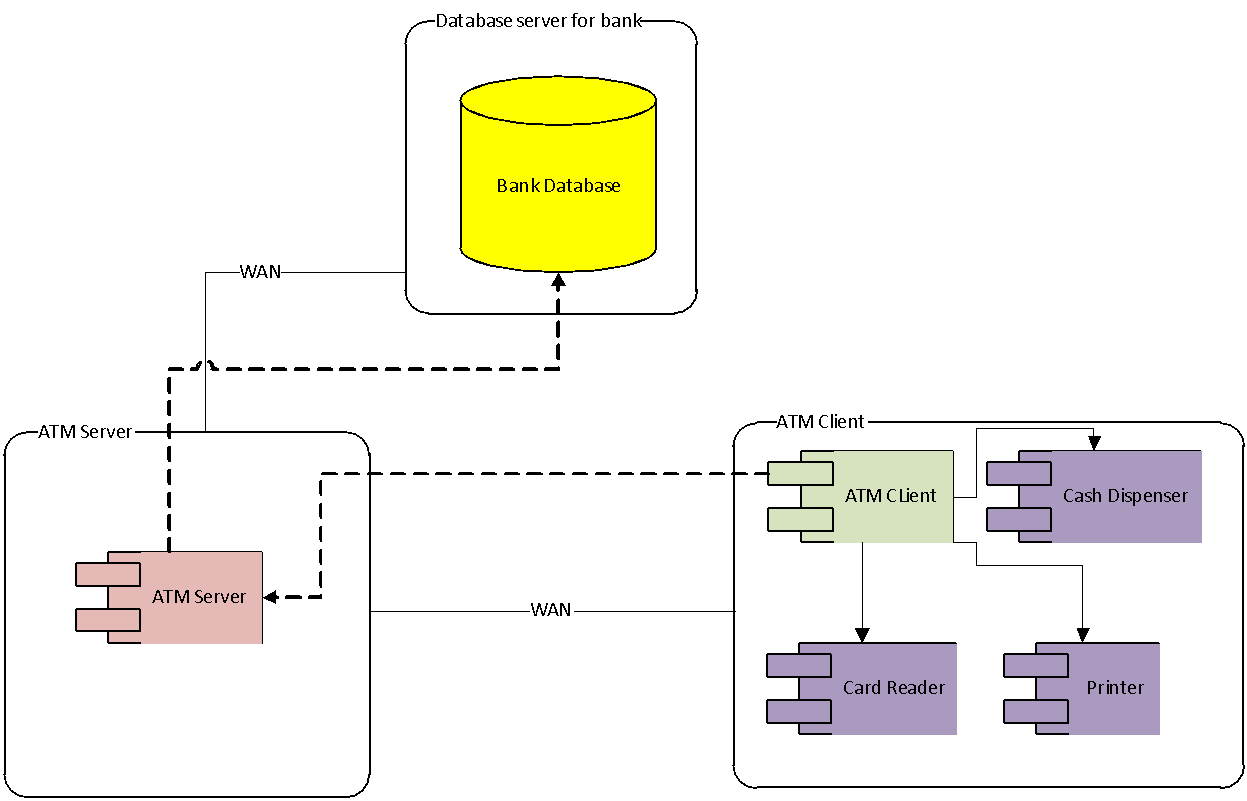 Database server for bank
Bank Database
WAN
ATM Server
ATM Client
ATM CLient
Cash Dispenser
ATM Server
WAN
Card Reader
Printer